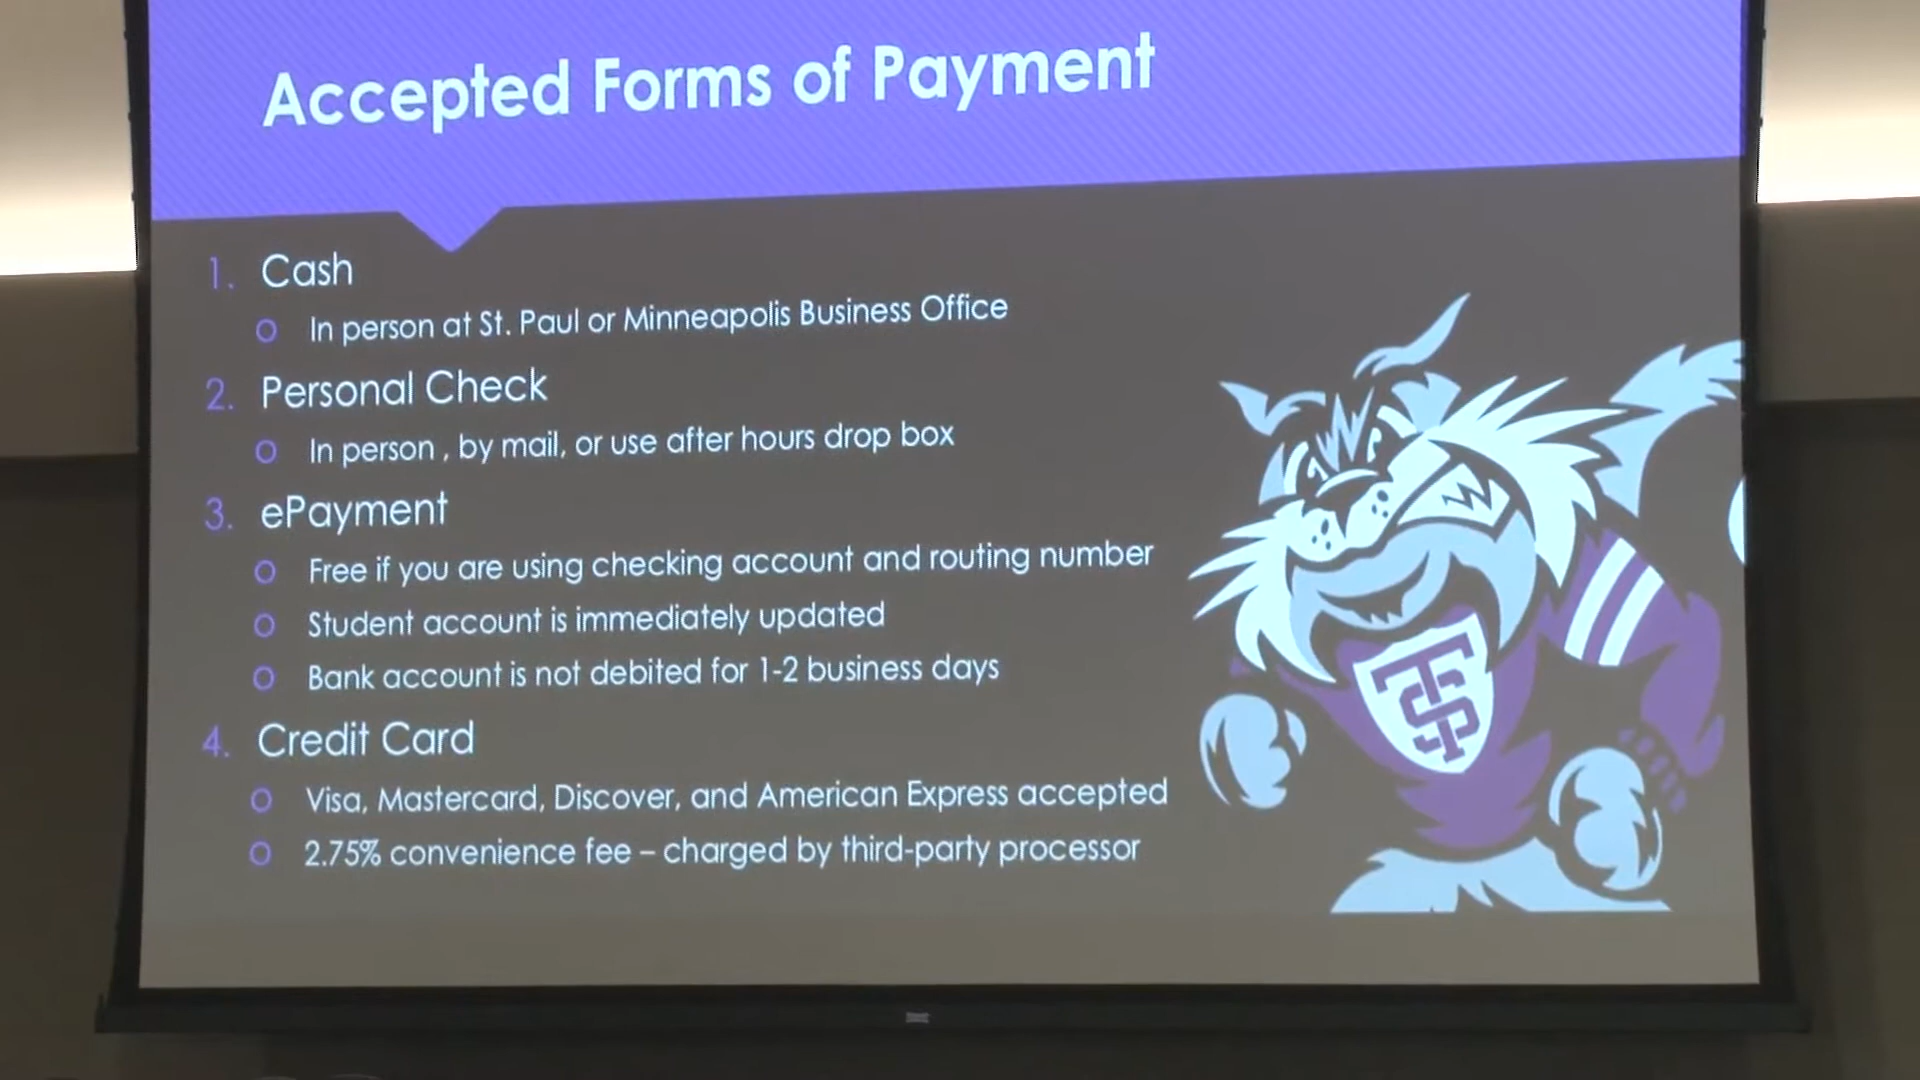 Accepted Forms of Payment
1. Cash
o In person at St. Paul or Minneapolis Business Office
2. Personal Check
o In person , by mail, or use after hours drop box
3. ePayment
o Free if you are using checking account and routing number
o Student account is immediately updated
o Bank account is not debited for 1-2 business days
4. Credit Card
o Visa, Mastercard, Discover, and American Express accepted
o 2.75% convenience fee – charged by third-party processor